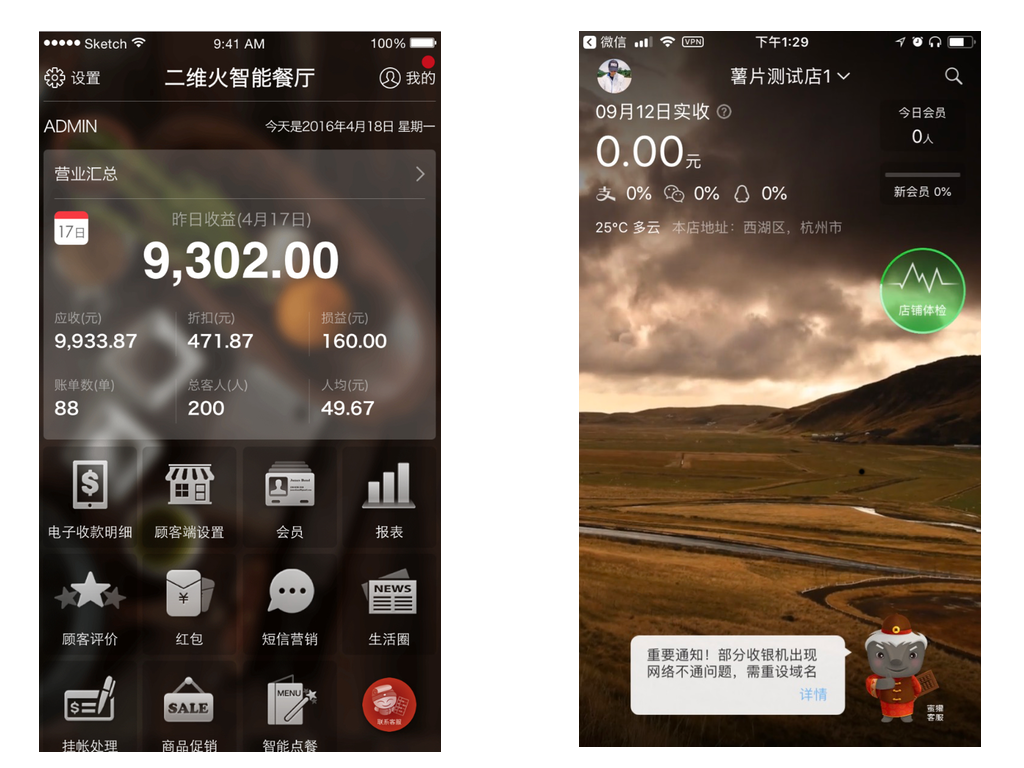 Sketch 9:41 AM 100%
设置 二维火智能餐厅 我的
ADMIN 今天是2016年4月18日 星期一
营业汇总
17日
昨日收益(4月17日)
9,302.00
应收(元) 折扣(元) 损益(元)
9,933.87 471.87 160.00
账单数(单) 总客人(人) 人均(元)
88 200 49.67
电子收款明细 顾客端设置 会员 报表
NEWS
顾客评价 红包 短信营销 生活圈
SALE MENU
联系客服
挂帐处理 商品促销 智能点餐
微信 VPN 下午1:29
薯片测试店1
09月12日实收
0.00元
支 0% 0% 0%
25°C 多云 本店地址：西湖区，杭州市
今日会员
0人
新会员 0%
店铺体检
重要通知！部分收银机出现
网络不通问题，需重设域名
详情
蜜獾
客服